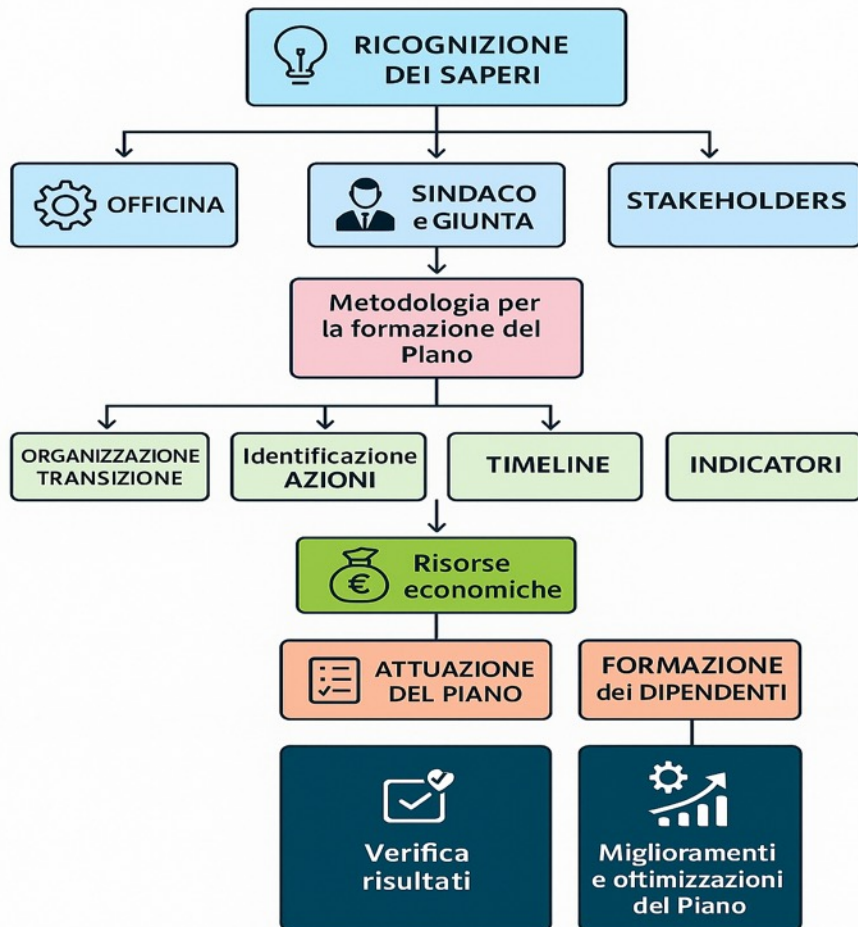 RICOGNIZIONE
DEI SAPERI
OFFICINA
SINDACO
e GIUNTA
STAKEHOLDERS
Metodologia per
la formazione del
Plano
ORGANIZZAZIONE
TRANSIZIONE
Identificazione
AZIONI
TIMELINE
INDICATORI
€
Risorse
economiche
ATTUAZIONE
DEL PIANO
FORMAZIONE
dei DIPENDENTI
Verifica
risultati
Miglioramenti
e ottimizzazioni
del Piano